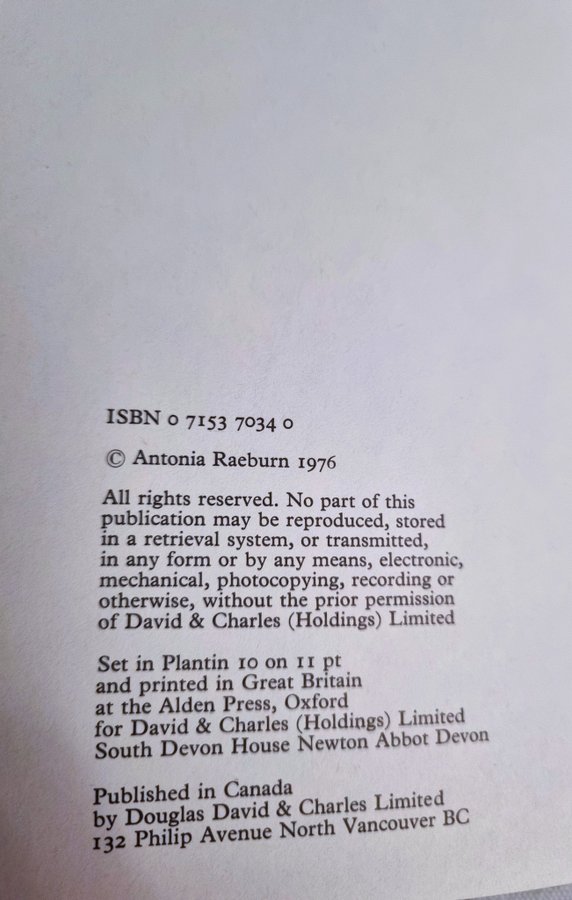 ISBN 0 7153 7034 0
© Antonia Raeburn 1976
All rights reserved. No part of this
publication may be reproduced, stored
in a retrieval system, or transmitted,
in any form or by any means, electronic,
mechanical, photocopying, recording or
otherwise, without the prior permission
of David & Charles (Holdings) Limited
Set in Plantin 10 on 11 pt
and printed in Great Britain
at the Alden Press, Oxford
for David & Charles (Holdings) Limited
South Devon House Newton Abbot Devon
Published in Canada
by Douglas David & Charles Limited
132 Philip Avenue North Vancouver BC